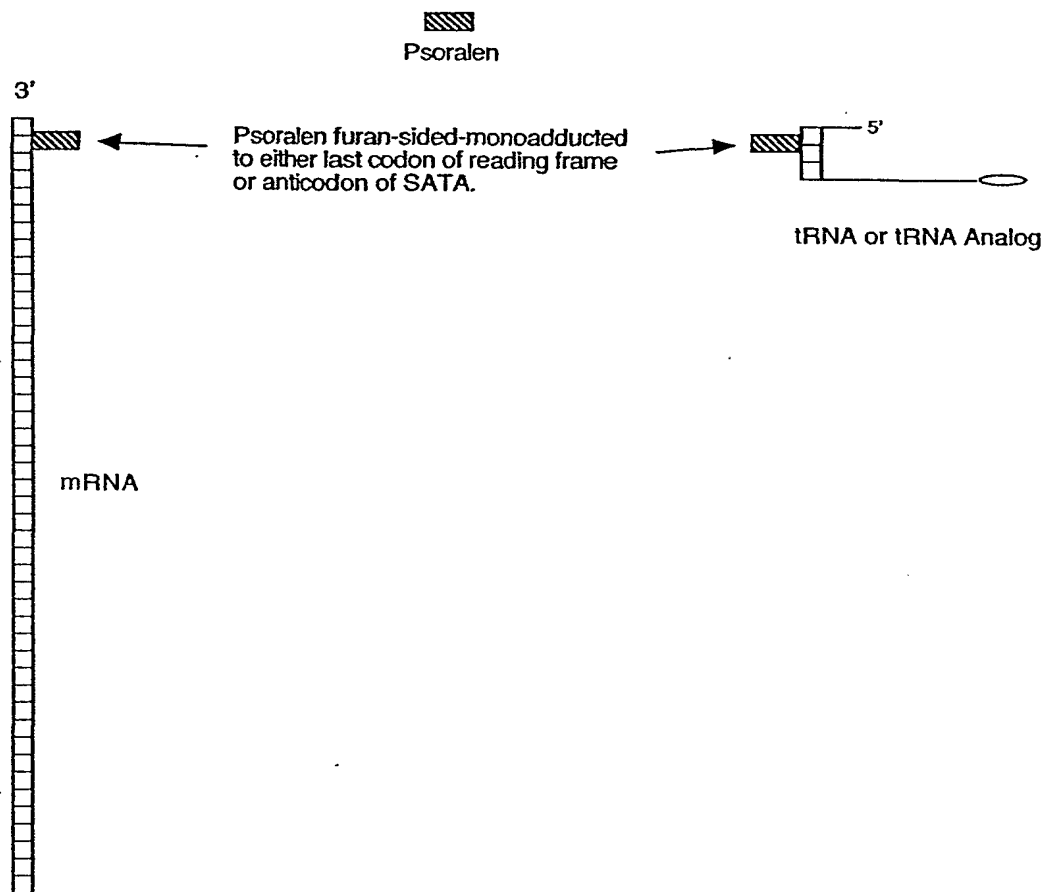 Psoralen
3'
Psoralen furan-sided-monoadducted
to either last codon of reading frame
or anticodon of SATA.
5'
tRNA or tRNA Analog
mRNA